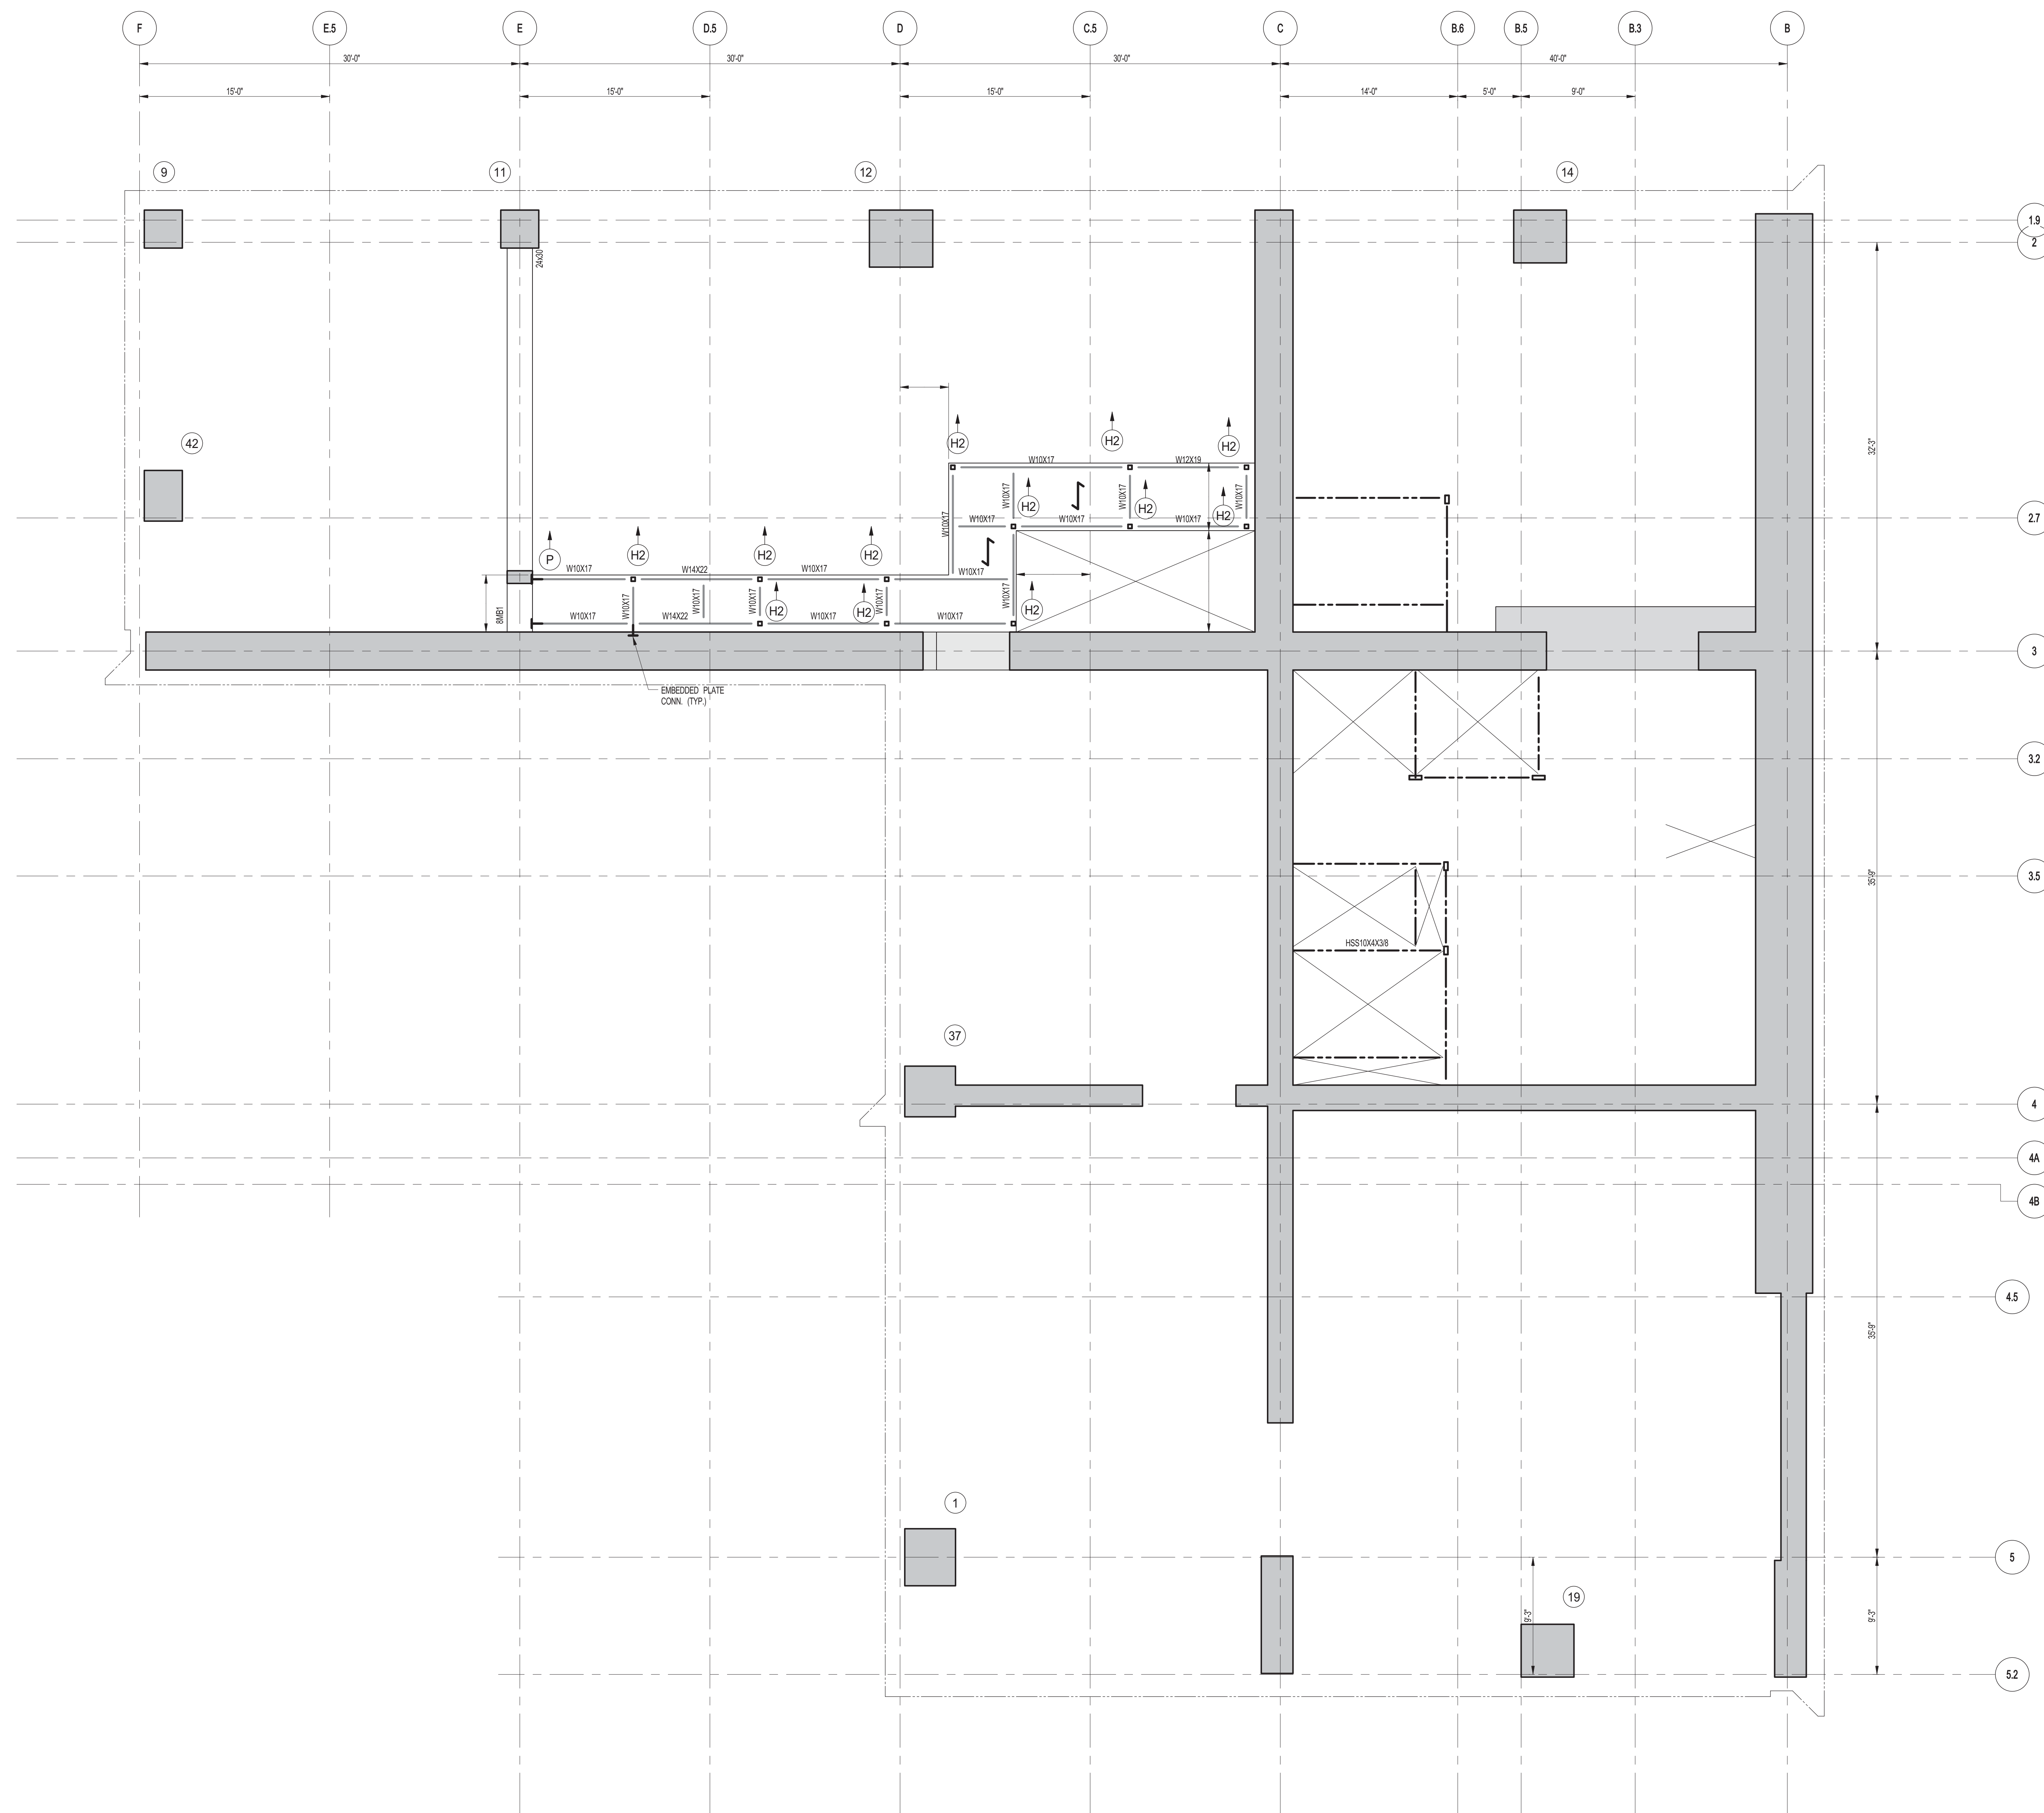 F E.5 E D.5 D C.5 C B.6 B.5 B.3 B
30'-0" 30'-0" 30'-0" 40'-0"
15'-0" 15'-0" 15'-0" 14'-0" 5'-0" 9'-0"
9 11 12 14
1.9
2
24x30
42
H2 H2 H2
32'-3"
W10X17 W12X19
W10X17 W10X17 W10X17
H2 H2 H2
W10X17 W10X17 W10X17 W10X17
2.7
P H2 H2 H2
W10X17 W14X22 W10X17 W10X17
8MB1 W10X17 W10X17 W10X17 W10X17 W10X17
H2 H2 H2
W10X17 W14X22 W10X17 W10X17
3
EMBEDDED PLATE
CONN. (TYP.)
3.2
35'-9"
3.5
HSS10X4X3/8
37
4
4A
4B
4.5
35'-9"
1
5
19
9'-3" 9'-3"
5.2